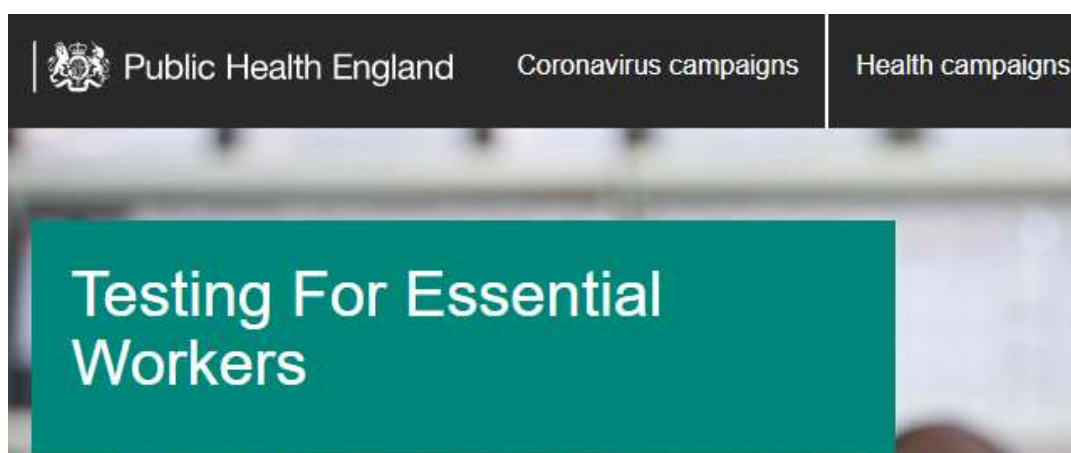 Public Health England Coronavirus campaigns Health campaigns
Testing For Essential
Workers